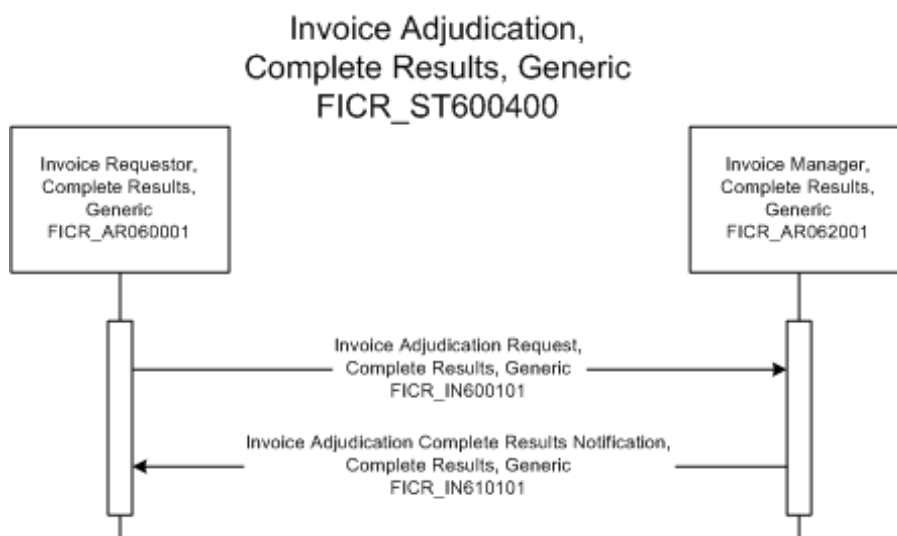 Invoice Adjudication,
Complete Results, Generic
FICR_ST600400
Invoice Requestor,
Complete Results,
Generic
FICR_AR060001
Invoice Manager,
Complete Results,
Generic
FICR_AR062001
Invoice Adjudication Request,
Complete Results, Generic
FICR_IN600101
Invoice Adjudication Complete Results Notification,
Complete Results, Generic
FICR_IN610101